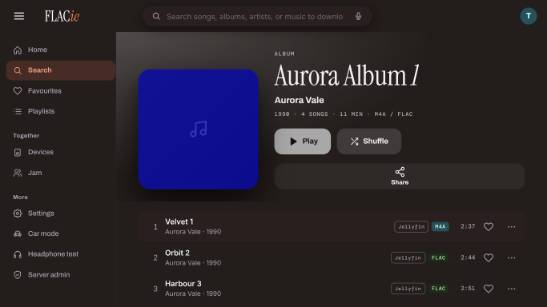 FLACie
Search songs, albums, artists, or music to downlo
T
Home
Search
Favourites
Playlists
Together
Devices
Jam
More
Settings
Car mode
Headphone test
Server admin
ALBUM
Aurora Album 1
Aurora Vale
1990 · 4 SONGS · 11 MIN · M4A / FLAC
Play
Shuffle
Share
1 Velvet 1 Jellyfin M4A 2:37
Aurora Vale · 1990
2 Orbit 2 Jellyfin FLAC 2:44
Aurora Vale · 1990
3 Harbour 3 Jellyfin FLAC 2:51
Aurora Vale · 1990